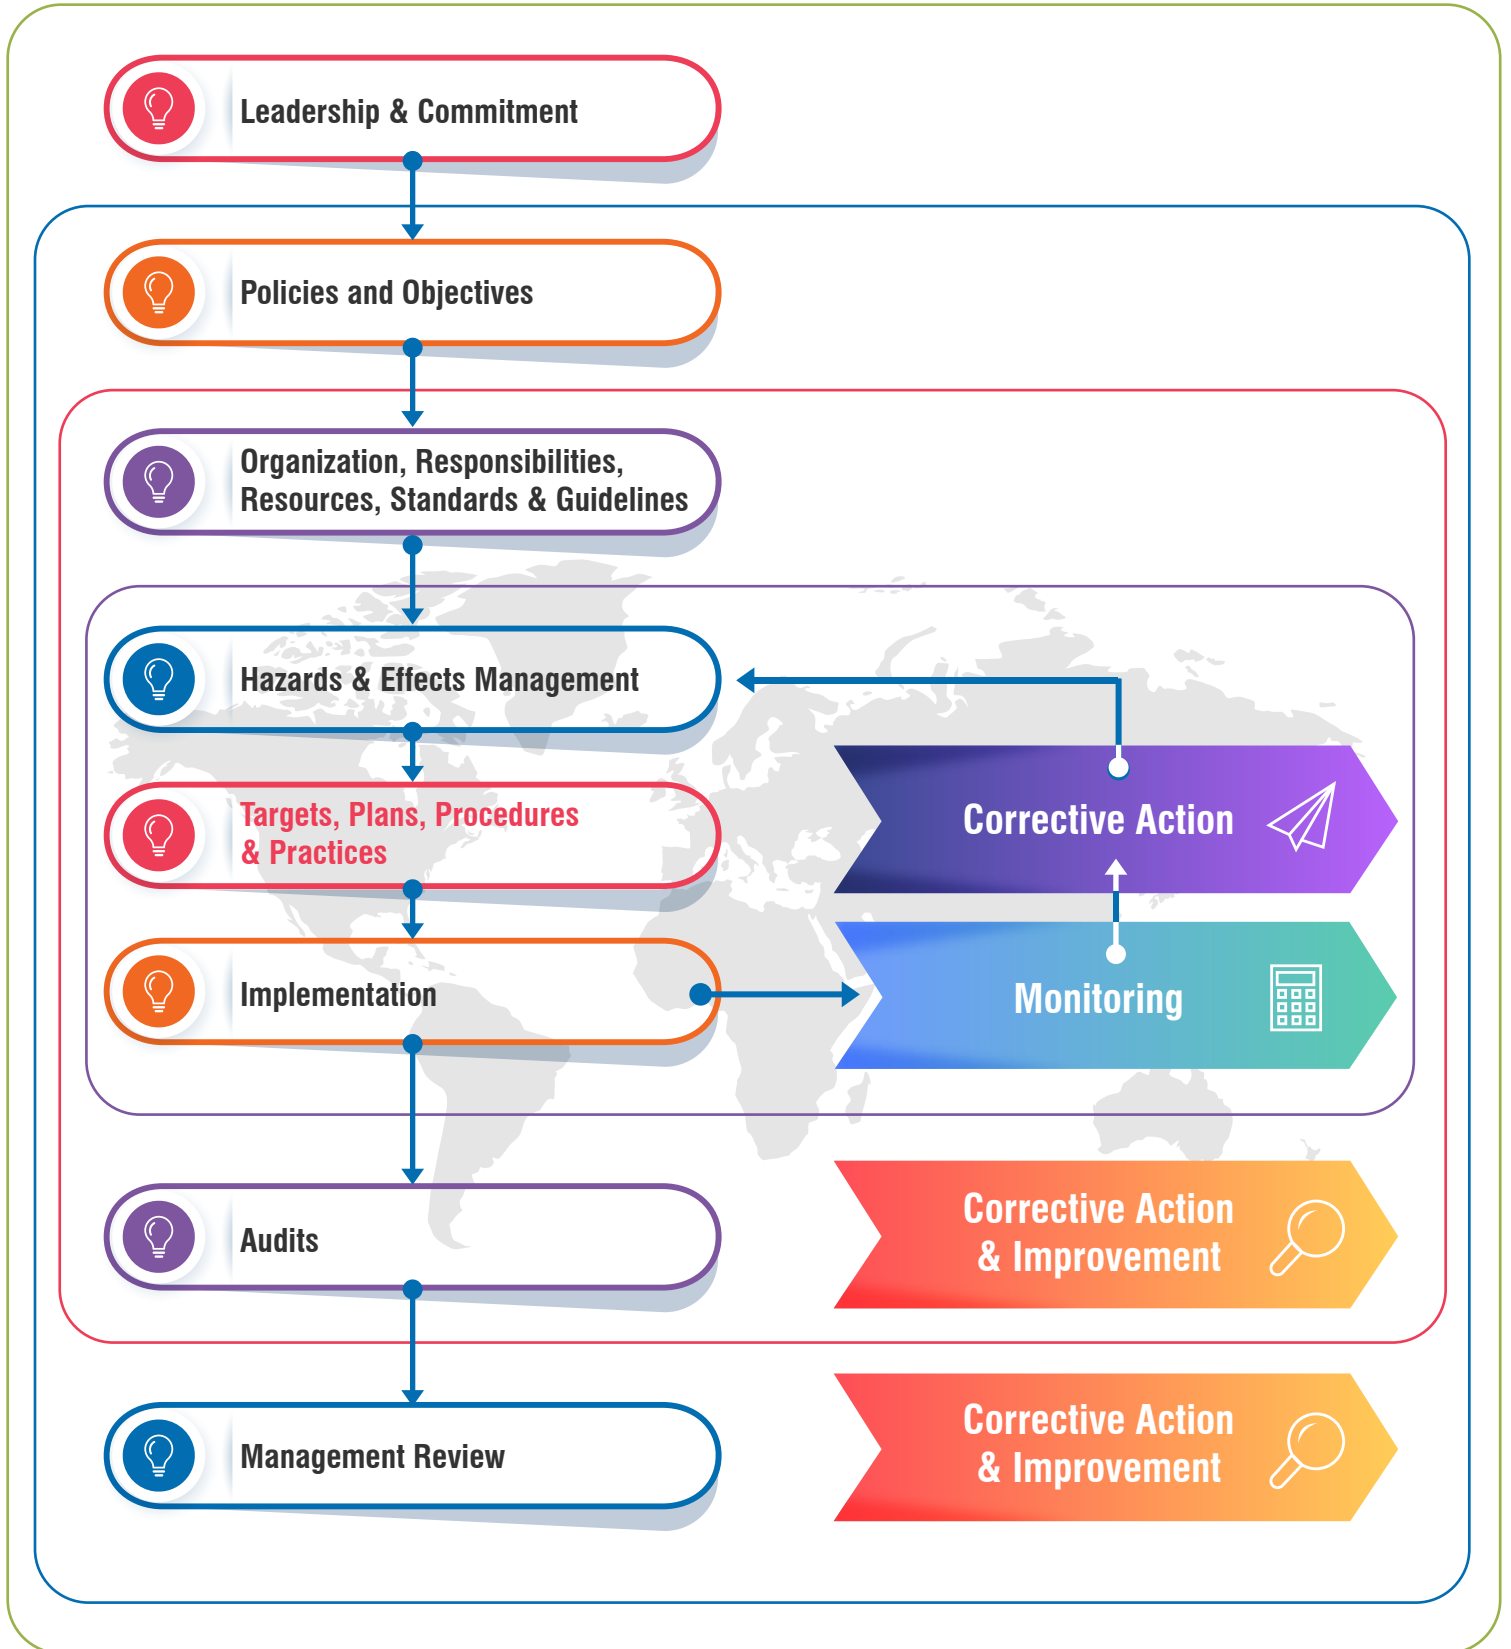 Leadership & Commitment
Policies and Objectives
Organization, Responsibilities,
Resources, Standards & Guidelines
Hazards & Effects Management
Targets, Plans, Procedures
& Practices
Corrective Action
Implementation
Monitoring
Audits
Corrective Action
& Improvement
Management Review
Corrective Action
& Improvement